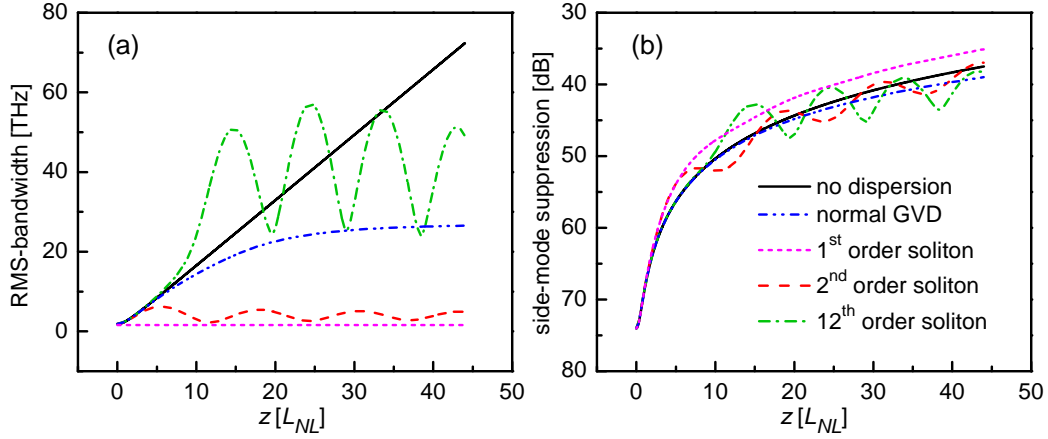 (a)
RMS-bandwidth [THz]
80
60
40
20
0
0 10 20 30 40 50
z [L_NL]
(b)
side-mode suppression [dB]
30
40
50
60
70
80
no dispersion
normal GVD
1st order soliton
2nd order soliton
12th order soliton
0 10 20 30 40 50
z [L_NL]